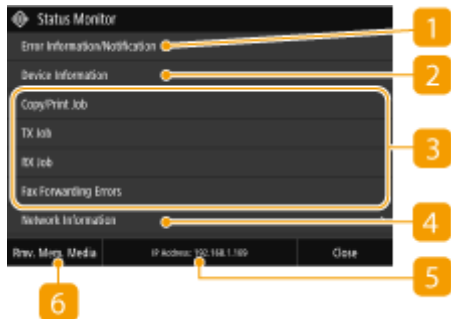 Status Monitor
Error Information/Notification
Device Information
Copy/Print Job
TX Job
RX Job
Fax Forwarding Errors
Network Information
Rmv. Mem. Media
IP Address: 192.168.1.169
Close
1
2
3
4
5
6